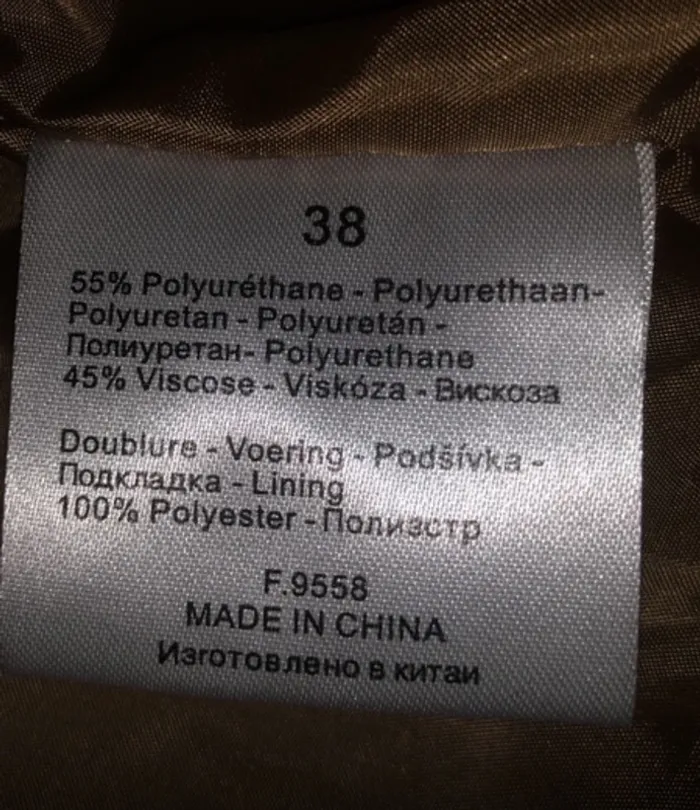 38
55% Polyuréthane - Polyurethaan-
Polyuretan - Polyuretán -
Полиуретан- Polyurethane
45% Viscose - Viskóza - Вискоза
Doublure - Voering - Podšívka -
Подкладка - Lining
100% Polyester - Полиэстр
F.9558
MADE IN CHINA
Изготовлено в китаи